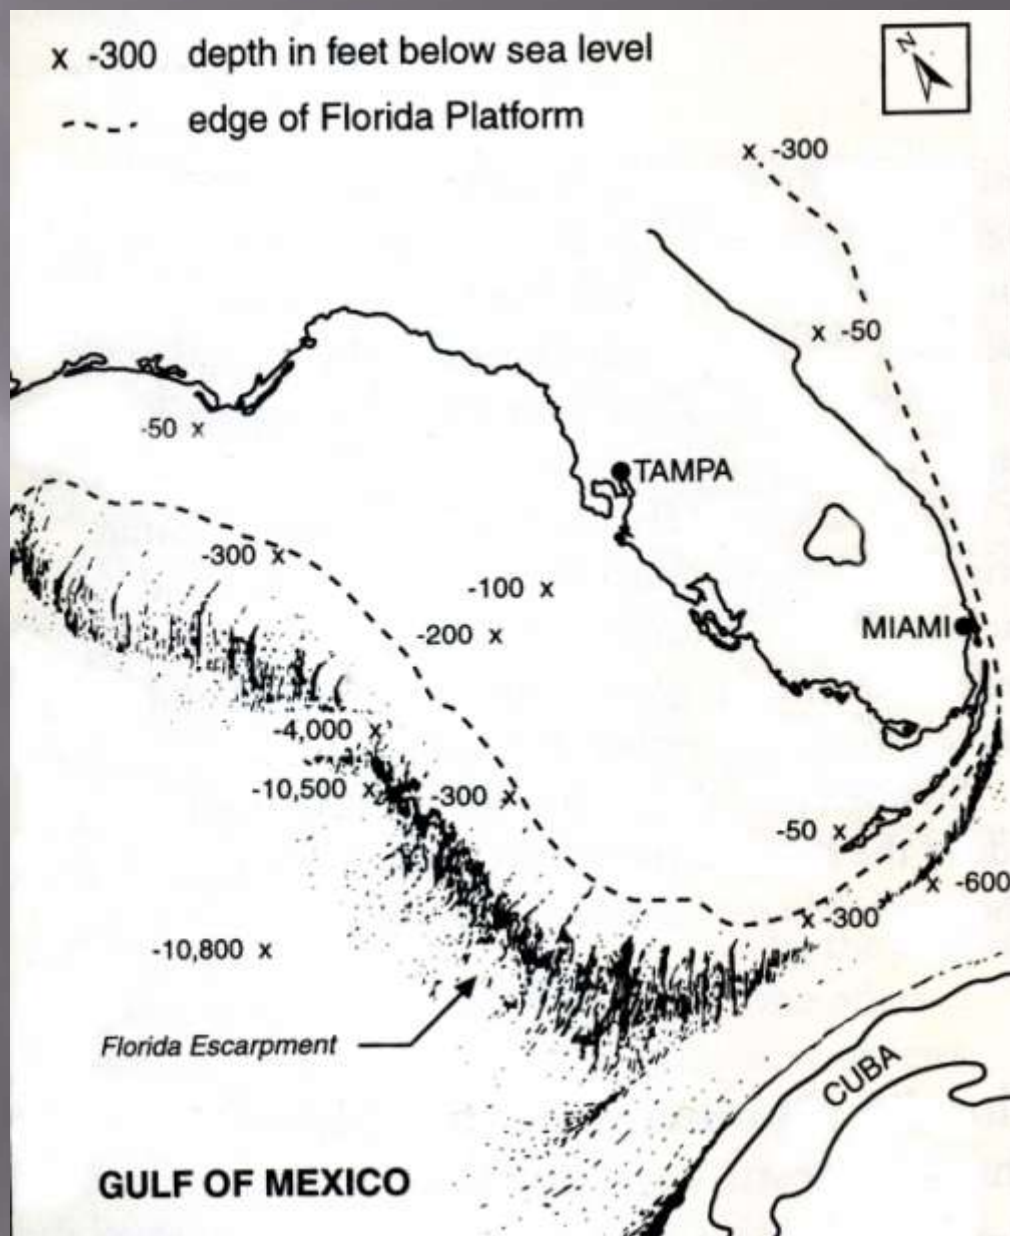 x -300 depth in feet below sea level
edge of Florida Platform
N
x -300
x -50
-50 x
TAMPA
-300 x
-100 x
MIAMI
-200 x
-4,000 x
-10,500 x
-300 x
-50 x
x -600
x -300
-10,800 x
Florida Escarpment
CUBA
GULF OF MEXICO